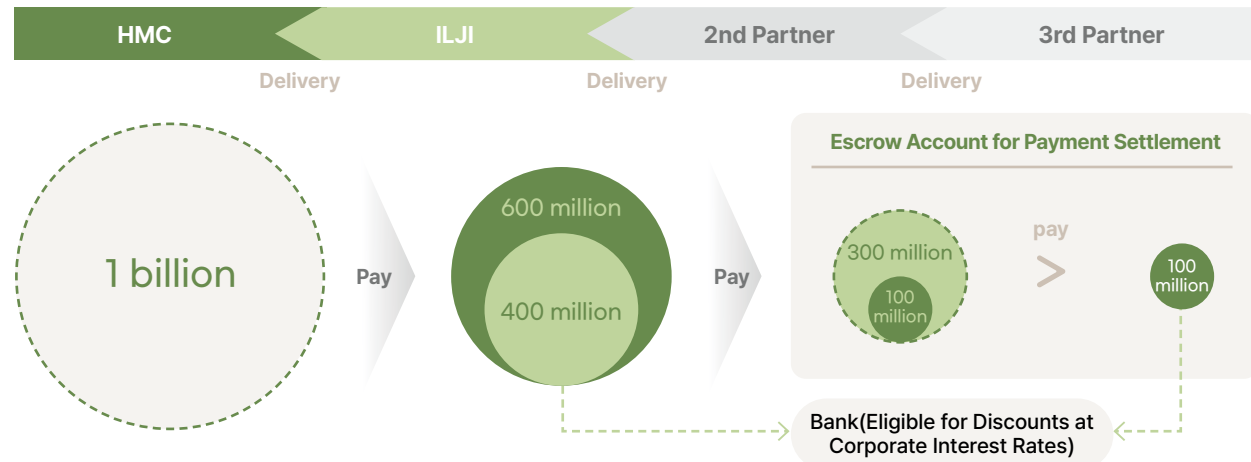 HMC
ILJI
2nd Partner
3rd Partner
Delivery
Delivery
Delivery
1 billion
Pay
600 million
400 million
Pay
Escrow Account for Payment Settlement
300 million
100
million
pay
100
million
Bank(Eligible for Discounts at
Corporate Interest Rates)